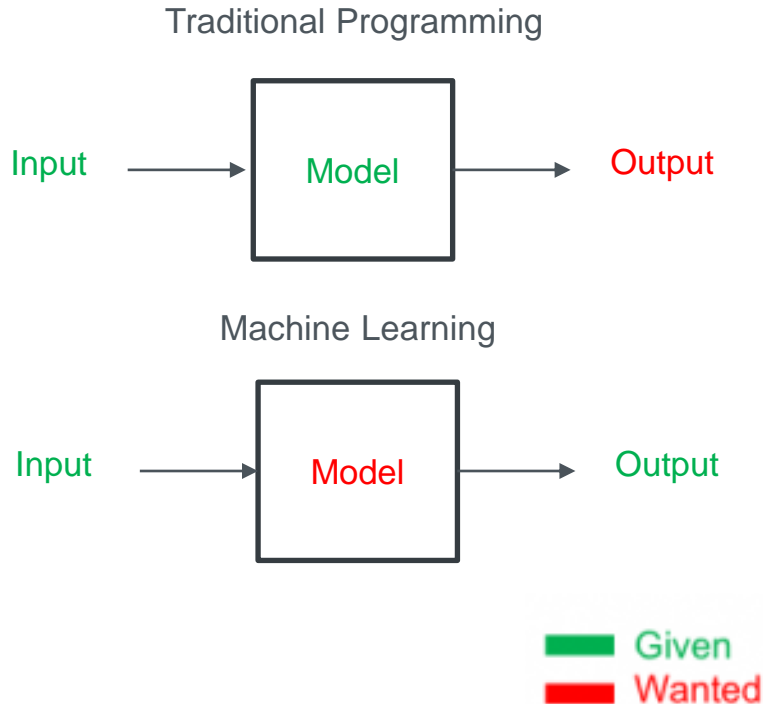 Traditional Programming
Input Model Output
Machine Learning
Input Model Output
Given
Wanted